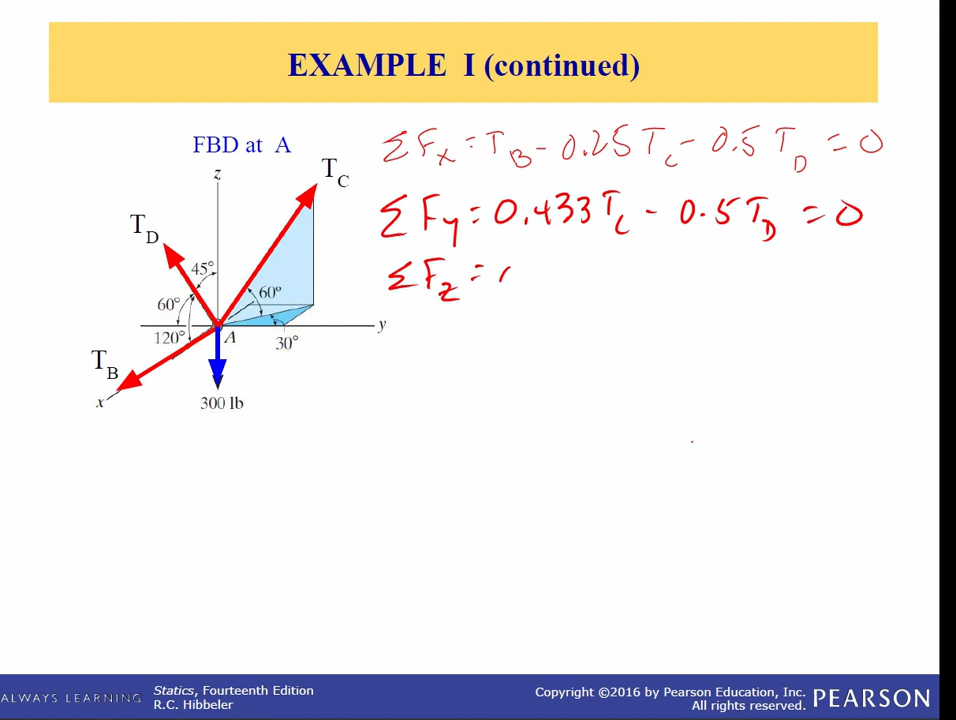 EXAMPLE I (continued)
FBD at A
z
T_C
T_D
45°
60°
60°
120°
A
30°
y
T_B
x
300 lb
ΣF_x = T_B - 0.25 T_C - 0.5 T_D = 0
ΣF_y = 0.433 T_C - 0.5 T_D = 0
ΣF_z =
ALWAYS LEARNING
Statics, Fourteenth Edition
R.C. Hibbeler
Copyright ©2016 by Pearson Education, Inc.
All rights reserved.
PEARSON